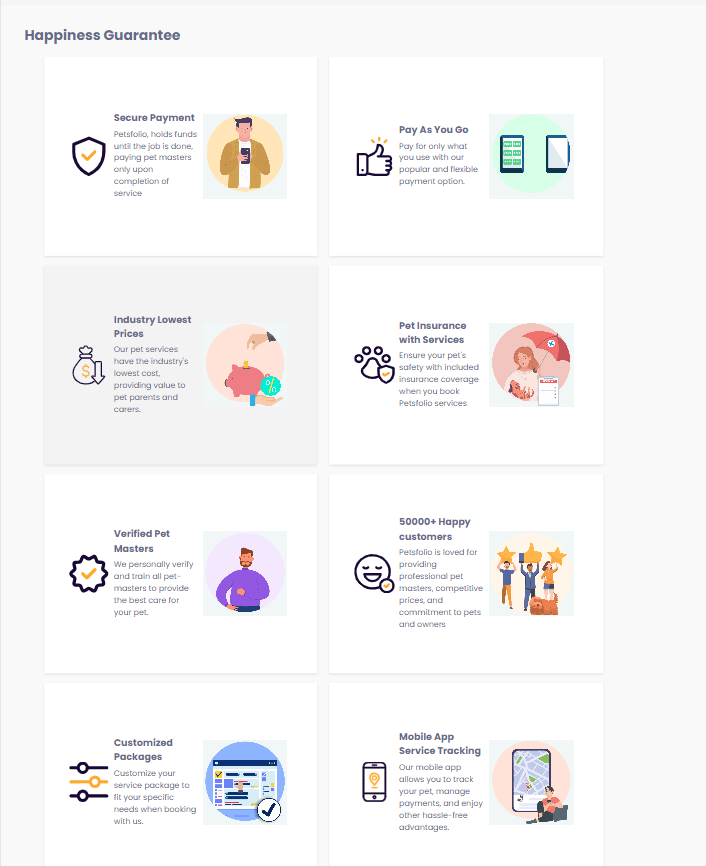 Happiness Guarantee
Secure Payment
Petsfolio, holds funds
until the job is done,
paying pet masters
only upon
completion of
service
Pay As You Go
Pay for only what
you use with our
popular and flexible
payment option.
Industry Lowest
Prices
Our pet services
have the industry's
lowest cost,
providing value to
pet parents and
carers.
Pet Insurance
with Services
Ensure your pet's
safety with included
insurance coverage
when you book
Petsfolio services
Verified Pet
Masters
We personally verify
and train all pet-
masters to provide
the best care for
your pet.
50000+ Happy
customers
Petsfolio is loved for
providing
professional pet
masters, competitive
prices, and
commitment to pets
and owners
Customized
Packages
Customize your
service package to
fit your specific
needs when booking
with us.
Mobile App
Service Tracking
Our mobile app
allows you to track
your pet, manage
payments, and enjoy
other hassle-free
advantages.